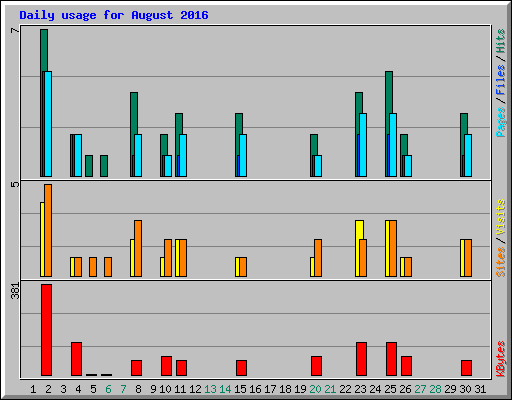 Daily usage for August 2016
7
Pages / Files / Hits
5
Sites / Visits
381
KBytes
1 2 3 4 5 6 7 8 9 10 11 12 13 14 15 16 17 18 19 20 21 22 23 24 25 26 27 28 29 30 31